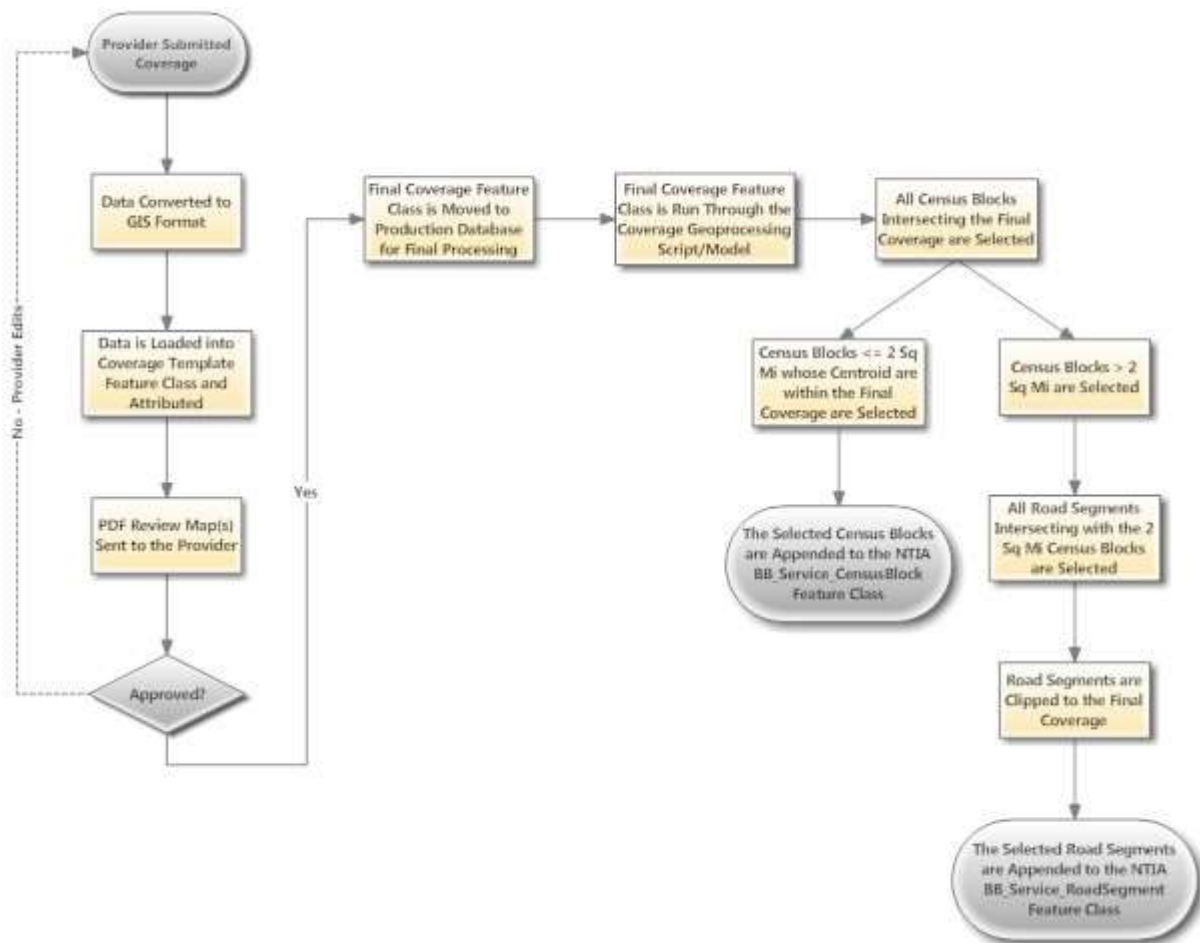 Provider Submitted
Coverage
Data Converted to
GIS Format
Data is Loaded into
Coverage Template
Feature Class and
Attributed
PDF Review Map(s)
Sent to the Provider
Approved?
No - Provider Edits
Yes
Final Coverage Feature
Class is Moved to
Production Database
for Final Processing
Final Coverage Feature
Class is Run Through the
Coverage Geoprocessing
Script/Model
All Census Blocks
Intersecting the Final
Coverage are Selected
Census Blocks <= 2 Sq
Mi whose Centroid are
within the Final
Coverage are Selected
The Selected Census Blocks
are Appended to the NTIA
BB_Service_CensusBlock
Feature Class
Census Blocks > 2
Sq Mi are Selected
All Road Segments
Intersecting with the 2
Sq Mi Census Blocks
are Selected
Road Segments are
Clipped to the Final
Coverage
The Selected Road Segments
are Appended to the NTIA
BB_Service_RoadSegment
Feature Class